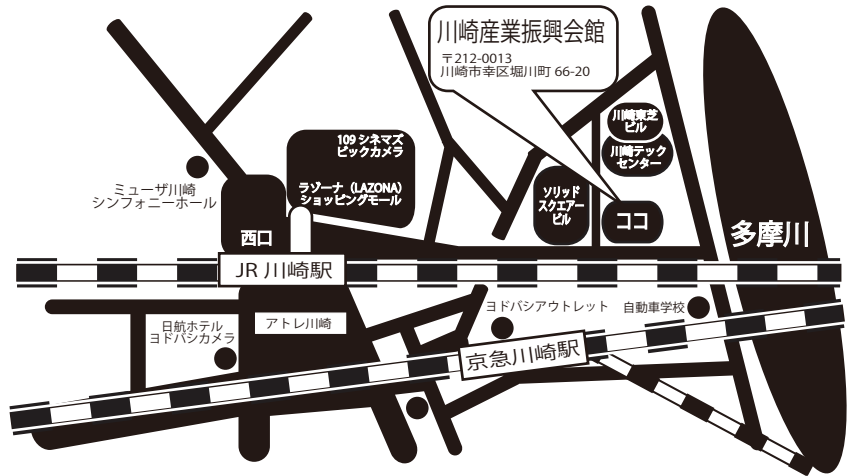 川崎産業振興会館
〒212-0013
川崎市幸区堀川町 66-20
川崎東芝
ビル
川崎テック
センター
109 シネマズ
ビックカメラ
ラゾーナ（LAZONA）
ショッピングモール
ミューザ川崎
シンフォニーホール
ソリッド
スクエアー
ビル
ココ
多摩川
西口
JR 川崎駅
アトレ川崎
日航ホテル
ヨドバシカメラ
ヨドバシアウトレット
自動車学校
京急川崎駅